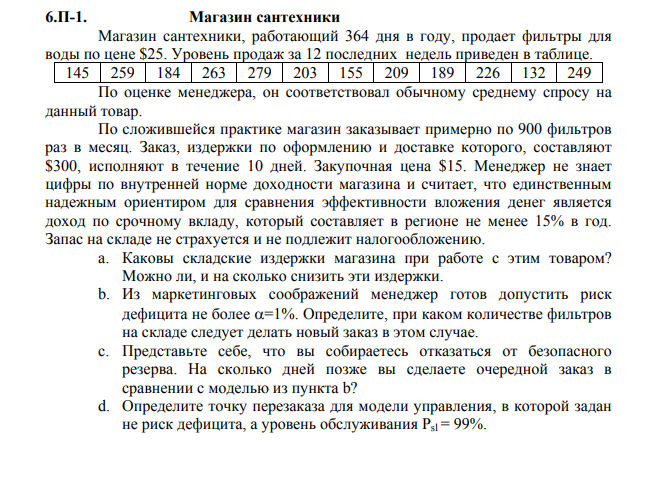 6.П-1. Магазин сантехники
Магазин сантехники, работающий 364 дня в году, продает фильтры для
воды по цене $25. Уровень продаж за 12 последних недель приведен в таблице.
145 259 184 263 279 203 155 209 189 226 132 249
По оценке менеджера, он соответствовал обычному среднему спросу на
данный товар.
По сложившейся практике магазин заказывает примерно по 900 фильтров
раз в месяц. Заказ, издержки по оформлению и доставке которого, составляют
$300, исполняют в течение 10 дней. Закупочная цена $15. Менеджер не знает
цифры по внутренней норме доходности магазина и считает, что единственным
надежным ориентиром для сравнения эффективности вложения денег является
доход по срочному вкладу, который составляет в регионе не менее 15% в год.
Запас на складе не страхуется и не подлежит налогообложению.
a. Каковы складские издержки магазина при работе с этим товаром?
Можно ли, и на сколько снизить эти издержки.
b. Из маркетинговых соображений менеджер готов допустить риск
дефицита не более α=1%. Определите, при каком количестве фильтров
на складе следует делать новый заказ в этом случае.
c. Представьте себе, что вы собираетесь отказаться от безопасного
резерва. На сколько дней позже вы сделаете очередной заказ в
сравнении с моделью из пункта b?
d. Определите точку перезаказа для модели управления, в которой задан
не риск дефицита, а уровень обслуживания Psl = 99%.